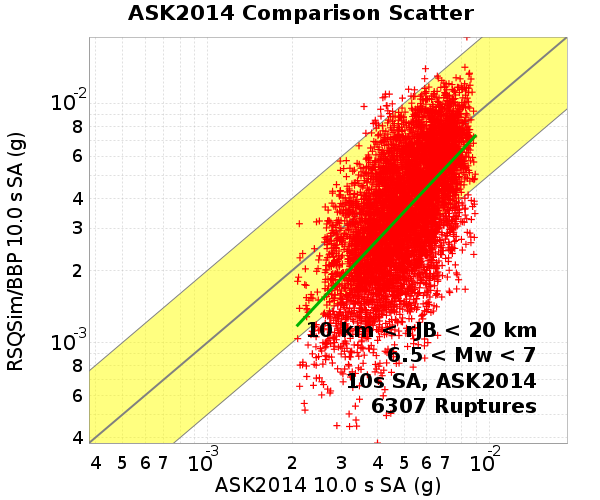 ASK2014 Comparison Scatter
RSQSim/BBP 10.0 s SA (g)
10-2
8
6
4
3
2
10-3
8
6
4
10 km < rJB < 20 km
6.5 < Mw < 7
10s SA, ASK2014
6307 Ruptures
4 5 6 7 10-3 2 3 4 5 6 7 10-2
ASK2014 10.0 s SA (g)